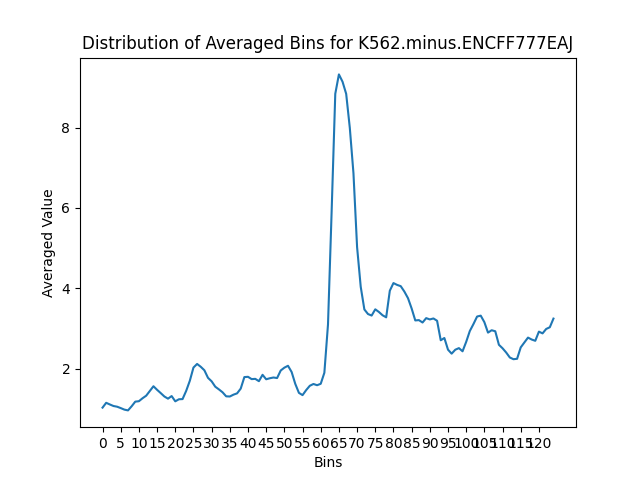 Distribution of Averaged Bins for K562.minus.ENCFF777EAJ
8
6
4
2
Averaged Value
0 5 10 15 20 25 30 35 40 45 50 55 60 65 70 75 80 85 90 95 100 105 110 115 120
Bins